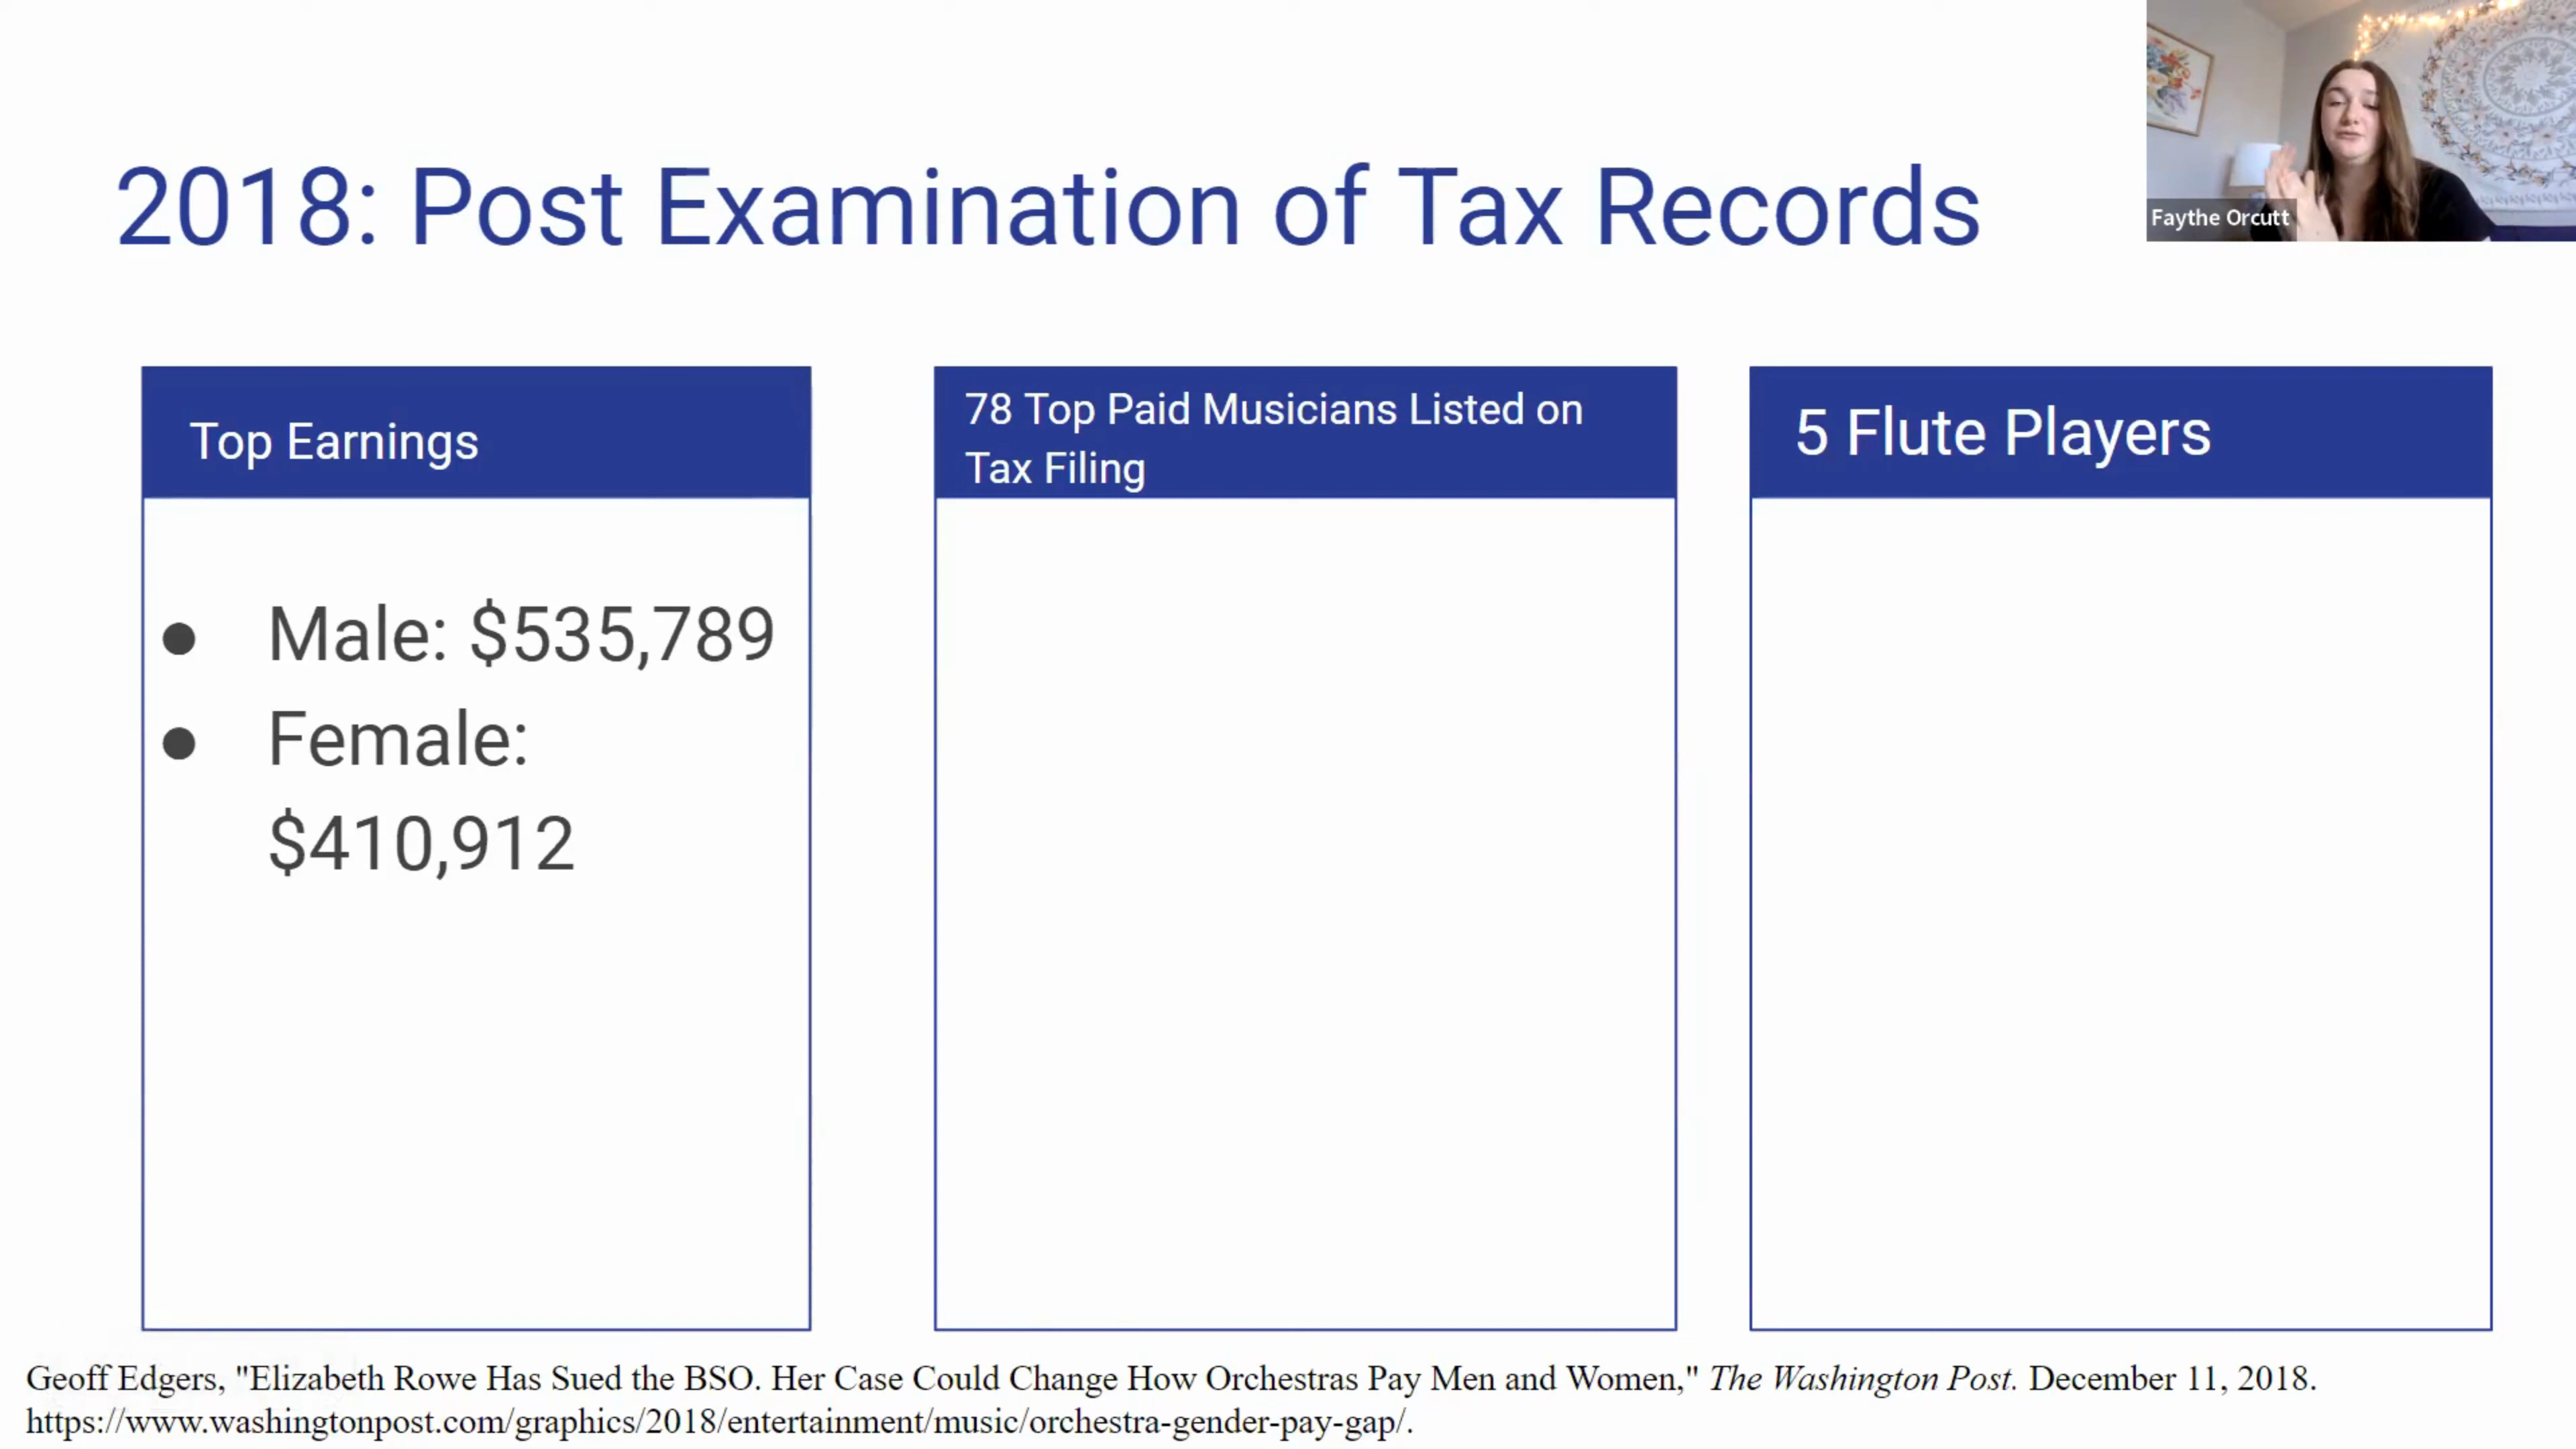 2018: Post Examination of Tax Records
Faythe Orcutt
Top Earnings
● Male: $535,789
● Female:
$410,912
78 Top Paid Musicians Listed on
Tax Filing
5 Flute Players
Geoff Edgers, "Elizabeth Rowe Has Sued the BSO. Her Case Could Change How Orchestras Pay Men and Women," The Washington Post. December 11, 2018.
https://www.washingtonpost.com/graphics/2018/entertainment/music/orchestra-gender-pay-gap/.